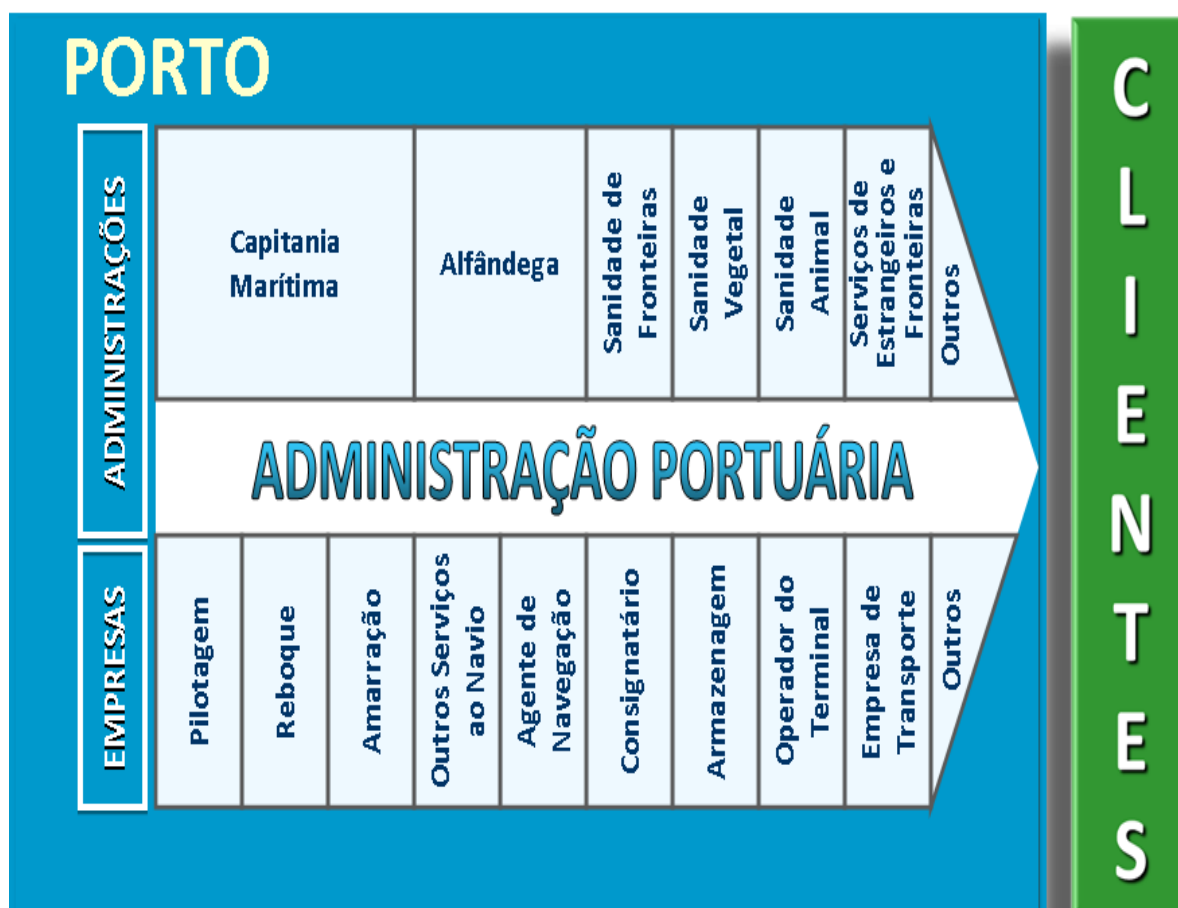 PORTO
ADMINISTRAÇÕES
Capitania
Marítima
Alfândega
Sanidade de
Fronteiras
Sanidade
Vegetal
Sanidade
Animal
Serviços de
Estrangeiros e
Fronteiras
Outros
ADMINISTRAÇÃO PORTUÁRIA
EMPRESAS
Pilotagem
Reboque
Amarração
Outros Serviços
ao Navio
Agente de
Navegação
Consignatário
Armazenagem
Operador do
Terminal
Empresa de
Transporte
Outros
CLIENTES